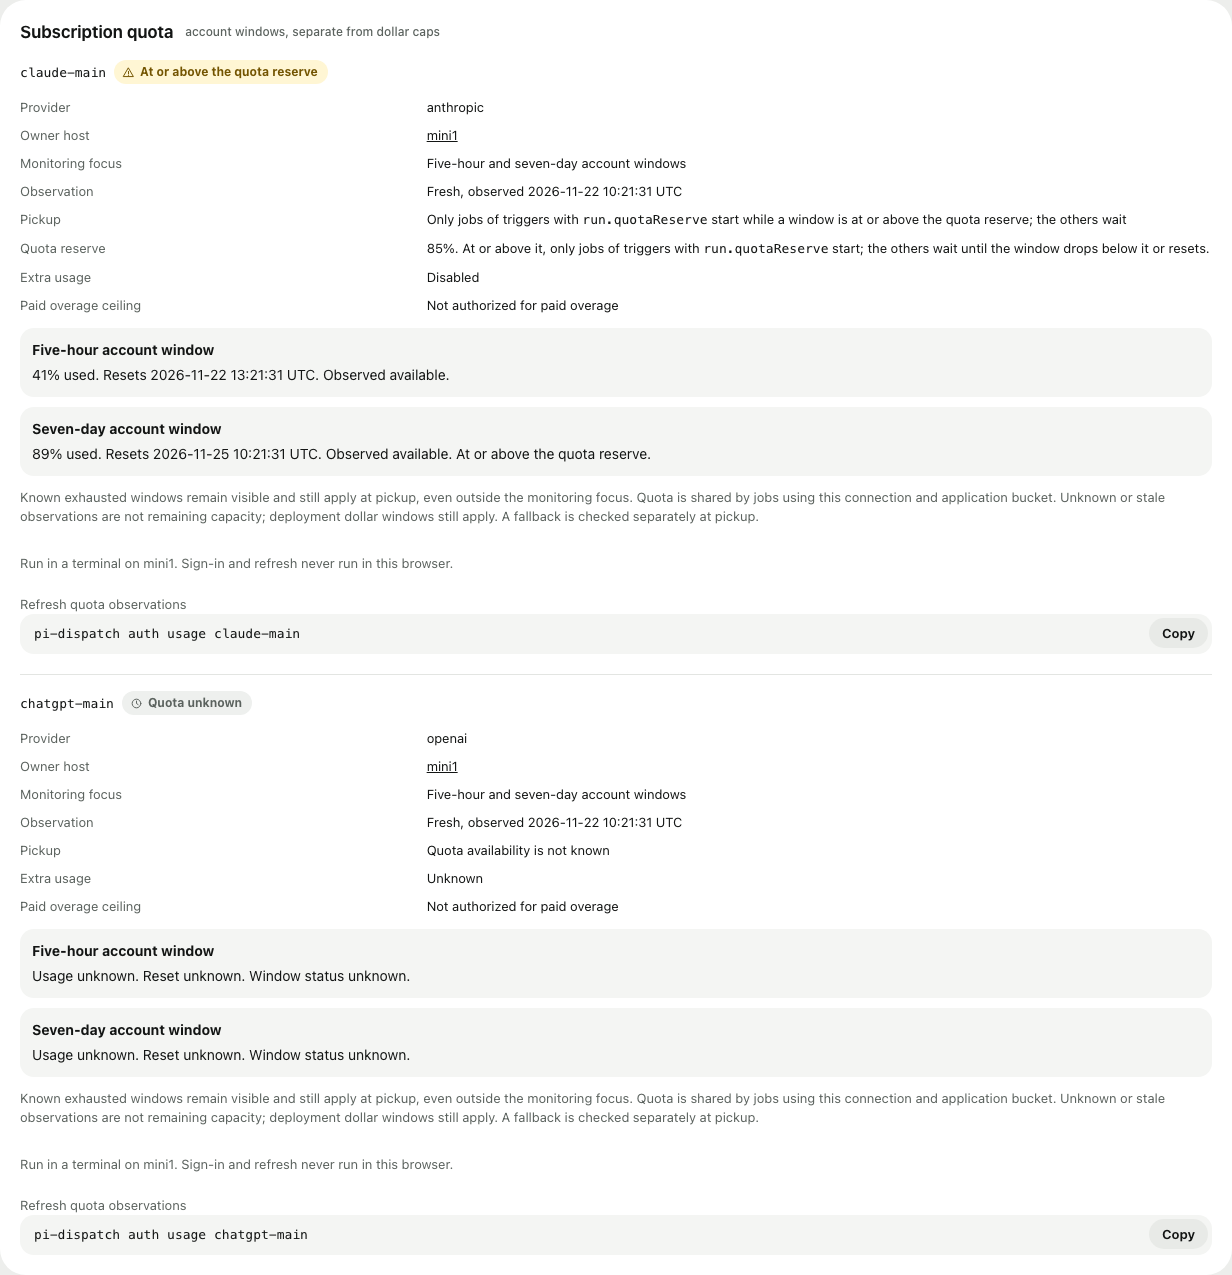 Subscription quota account windows, separate from dollar caps
claude-main At or above the quota reserve
Provider anthropic
Owner host mini1
Monitoring focus Five-hour and seven-day account windows
Observation Fresh, observed 2026-11-22 10:21:31 UTC
Pickup Only jobs of triggers with run.quotaReserve start while a window is at or above the quota reserve; the others wait
Quota reserve 85%. At or above it, only jobs of triggers with run.quotaReserve start; the others wait until the window drops below it or resets.
Extra usage Disabled
Paid overage ceiling Not authorized for paid overage
Five-hour account window
41% used. Resets 2026-11-22 13:21:31 UTC. Observed available.
Seven-day account window
89% used. Resets 2026-11-25 10:21:31 UTC. Observed available. At or above the quota reserve.
Known exhausted windows remain visible and still apply at pickup, even outside the monitoring focus. Quota is shared by jobs using this connection and application bucket. Unknown or stale
observations are not remaining capacity; deployment dollar windows still apply. A fallback is checked separately at pickup.
Run in a terminal on mini1. Sign-in and refresh never run in this browser.
Refresh quota observations
pi-dispatch auth usage claude-main Copy
chatgpt-main Quota unknown
Provider openai
Owner host mini1
Monitoring focus Five-hour and seven-day account windows
Observation Fresh, observed 2026-11-22 10:21:31 UTC
Pickup Quota availability is not known
Extra usage Unknown
Paid overage ceiling Not authorized for paid overage
Five-hour account window
Usage unknown. Reset unknown. Window status unknown.
Seven-day account window
Usage unknown. Reset unknown. Window status unknown.
Known exhausted windows remain visible and still apply at pickup, even outside the monitoring focus. Quota is shared by jobs using this connection and application bucket. Unknown or stale
observations are not remaining capacity; deployment dollar windows still apply. A fallback is checked separately at pickup.
Run in a terminal on mini1. Sign-in and refresh never run in this browser.
Refresh quota observations
pi-dispatch auth usage chatgpt-main Copy